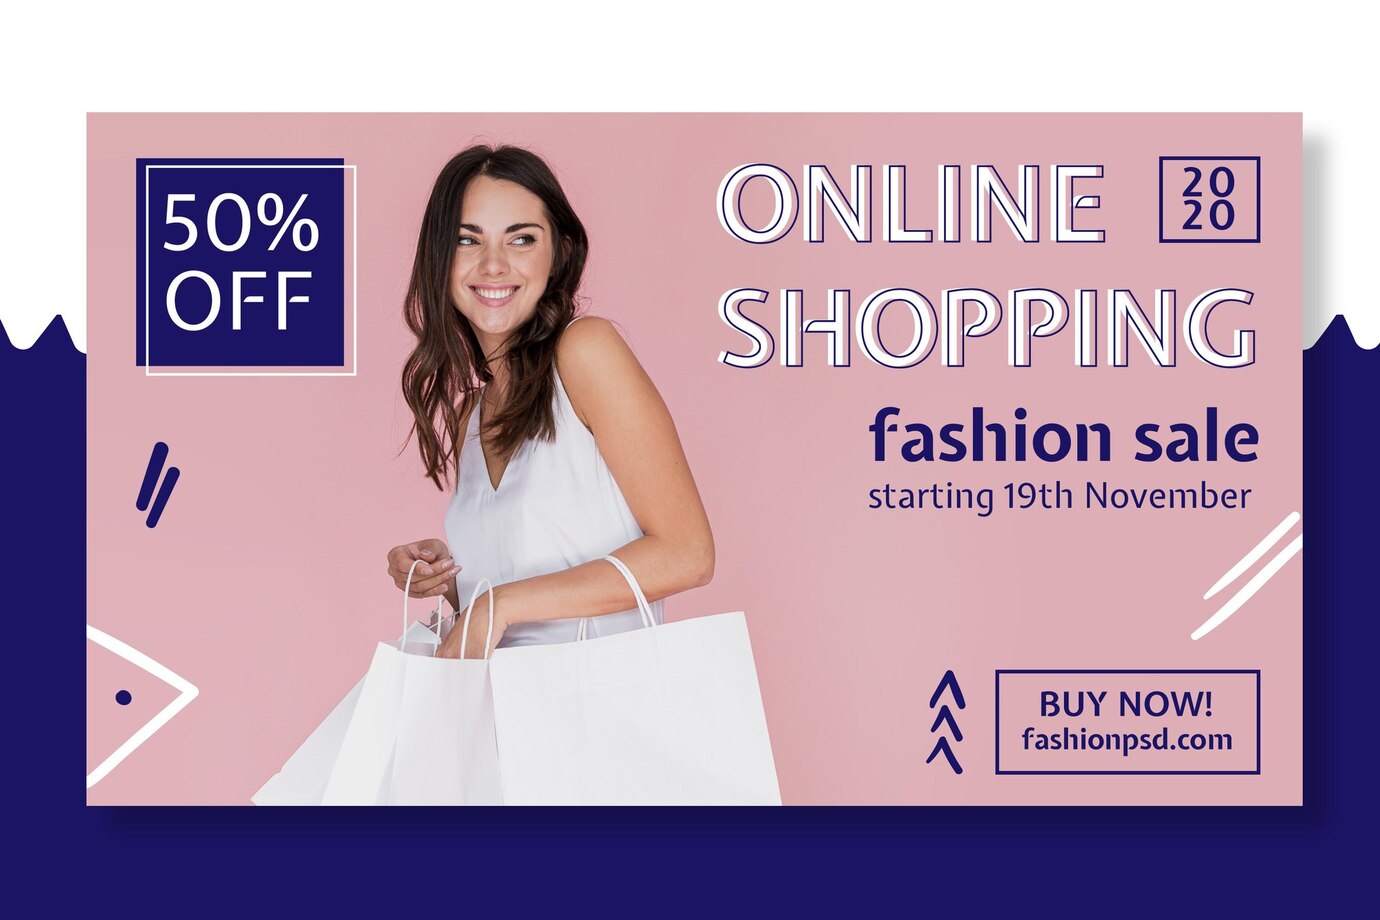 50%
OFF
ONLINE
SHOPPING
20
20
fashion sale
starting 19th November
BUY NOW!
fashionpsd.com